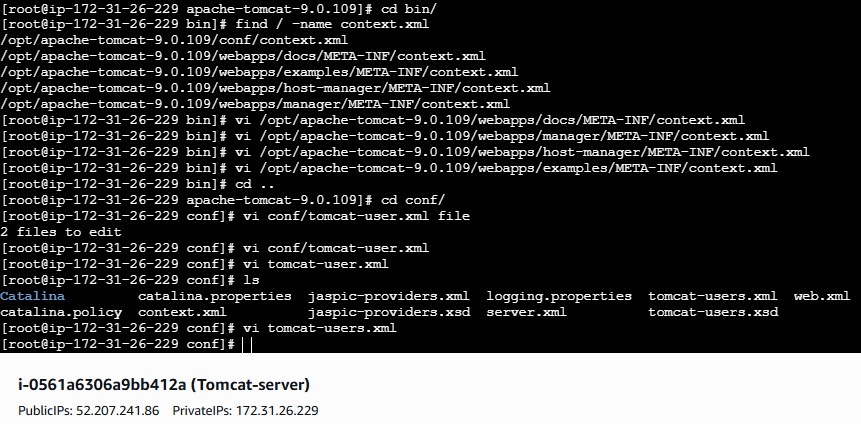 [root@ip-172-31-26-229 apache-tomcat-9.0.109]# cd bin/
[root@ip-172-31-26-229 bin]# find / -name context.xml
/opt/apache-tomcat-9.0.109/conf/context.xml
/opt/apache-tomcat-9.0.109/webapps/docs/META-INF/context.xml
/opt/apache-tomcat-9.0.109/webapps/examples/META-INF/context.xml
/opt/apache-tomcat-9.0.109/webapps/host-manager/META-INF/context.xml
/opt/apache-tomcat-9.0.109/webapps/manager/META-INF/context.xml
[root@ip-172-31-26-229 bin]# vi /opt/apache-tomcat-9.0.109/webapps/docs/META-INF/context.xml
[root@ip-172-31-26-229 bin]# vi /opt/apache-tomcat-9.0.109/webapps/manager/META-INF/context.xml
[root@ip-172-31-26-229 bin]# vi /opt/apache-tomcat-9.0.109/webapps/host-manager/META-INF/context.xml
[root@ip-172-31-26-229 bin]# vi /opt/apache-tomcat-9.0.109/webapps/examples/META-INF/context.xml
[root@ip-172-31-26-229 bin]# cd ..
[root@ip-172-31-26-229 apache-tomcat-9.0.109]# cd conf/
[root@ip-172-31-26-229 conf]# vi conf/tomcat-user.xml file
2 files to edit
[root@ip-172-31-26-229 conf]# vi conf/tomcat-user.xml
[root@ip-172-31-26-229 conf]# vi tomcat-user.xml
[root@ip-172-31-26-229 conf]# ls
Catalina catalina.properties jaspic-providers.xml logging.properties tomcat-users.xml web.xml
catalina.policy context.xml jaspic-providers.xsd server.xml tomcat-users.xsd
[root@ip-172-31-26-229 conf]# vi tomcat-users.xml
[root@ip-172-31-26-229 conf]#
i-0561a6306a9bb412a (Tomcat-server)
PublicIPs: 52.207.241.86 PrivateIPs: 172.31.26.229